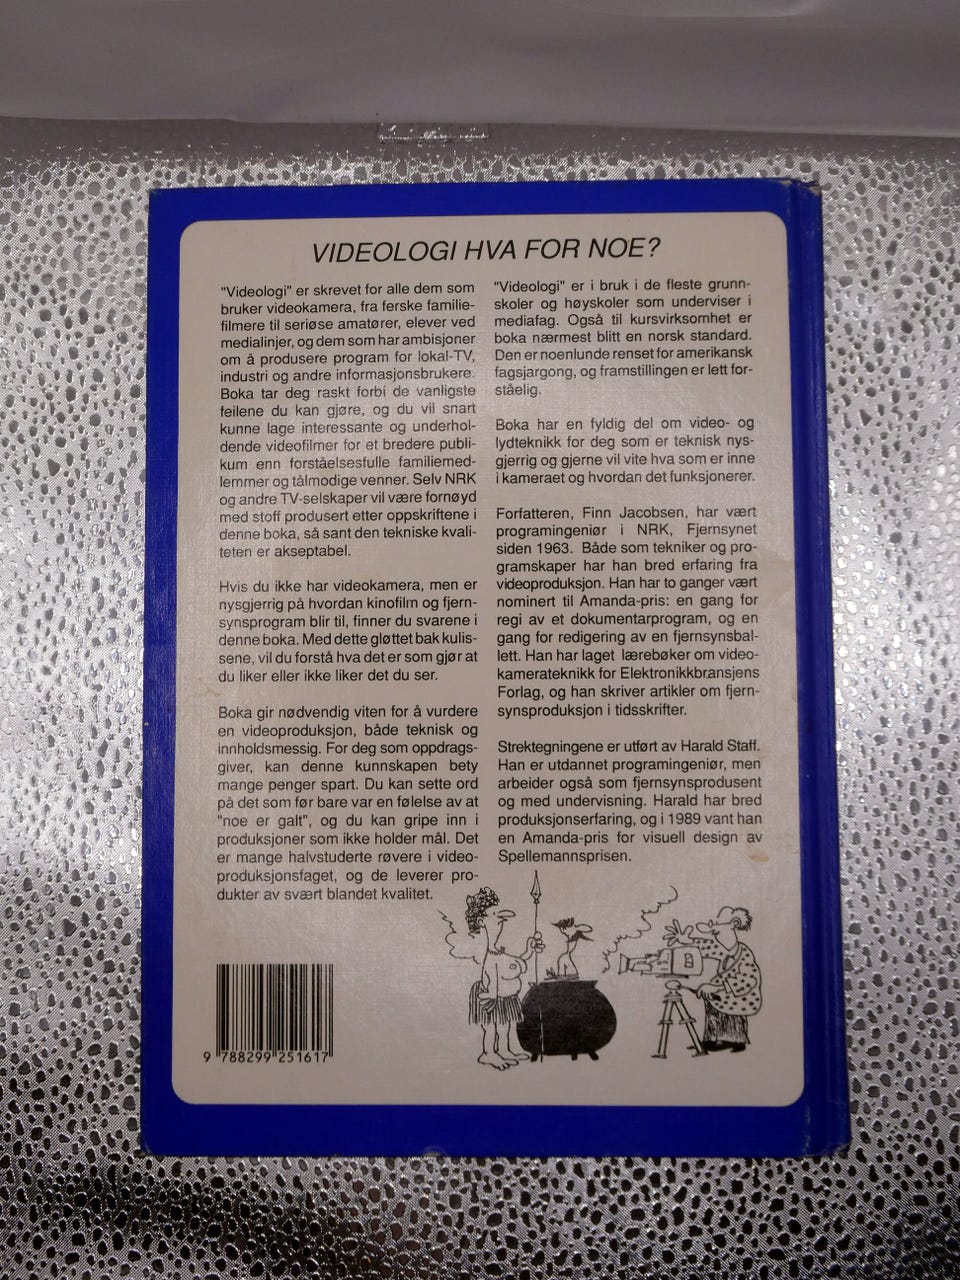 VIDEOLOGI HVA FOR NOE?
"Videologi" er skrevet for alle dem som
bruker videokamera, fra ferske familie-
filmere til seriøse amatører, elever ved
medialinjer, og dem som har ambisjoner
om å produsere program for lokal-TV,
industri og andre informasjonsbrukere.
Boka tar deg raskt forbi de vanligste
feilene du kan gjøre, og du vil snart
kunne lage interessante og underhol-
dende videofilmer for et bredere publi-
kum enn forståelsesfulle familiemed-
lemmer og tålmodige venner. Selv NRK
og andre TV-selskaper vil være fornøyd
med stoff produsert etter oppskriftene i
denne boka, så sant den tekniske kvali-
teten er akseptabel.
Hvis du ikke har videokamera, men er
nysgjerrig på hvordan kinofilm og fjern-
synsprogram blir til, finner du svarene i
denne boka. Med dette gløttet bak kulis-
sene, vil du forstå hva det er som gjør at
du liker eller ikke liker det du ser.
Boka gir nødvendig viten for å vurdere
en videoproduksjon, både teknisk og
innholdsmessig. For deg som oppdrags-
giver, kan denne kunnskapen bety
mange penger spart. Du kan sette ord
på det som før bare var en følelse av at
"noe er galt", og du kan gripe inn i
produksjoner som ikke holder mål. Det
er mange halvstuderte røvere i video-
produksjonsfaget, og de leverer pro-
dukter av svært blandet kvalitet.
"Videologi" er i bruk i de fleste grunn-
skoler og høyskoler som underviser i
mediafag. Også til kursvirksomhet er
boka nærmest blitt en norsk standard.
Den er noenlunde renset for amerikansk
fagsjargong, og framstillingen er lett for-
ståelig.
Boka har en fyldig del om video- og
lydteknikk for deg som er teknisk nys-
gjerrig og gjerne vil vite hva som er inne
i kameraet og hvordan det funksjonerer.
Forfatteren, Finn Jacobsen, har vært
programingeniør i NRK, Fjernsynet
siden 1963. Både som tekniker og pro-
gramskaper har han bred erfaring fra
videoproduksjon. Han har to ganger vært
nominert til Amanda-pris: en gang for
regi av et dokumentarprogram, og en
gang for redigering av en fjernsynsbal-
lett. Han har laget lærebøker om video-
kamerateknikk for Elektronikkbransjens
Forlag, og han skriver artikler om fjern-
synsproduksjon i tidsskrifter.
Strektegningene er utført av Harald Staff.
Han er utdannet programingeniør, men
arbeider også som fjernsynsprodusent
og med undervisning. Harald har bred
produksjonserfaring, og i 1989 vant han
en Amanda-pris for visuell design av
Spellemannsprisen.
9 788299 251617